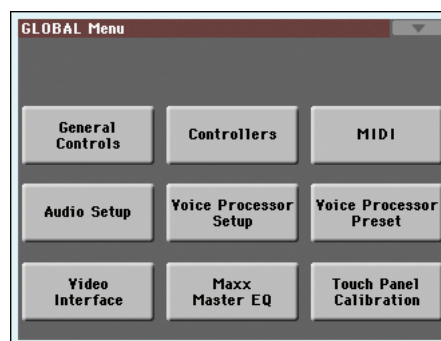 GLOBAL Menu
General
Controls
Controllers
MIDI
Audio Setup
Voice Processor
Setup
Voice Processor
Preset
Video
Interface
Maxx
Master EQ
Touch Panel
Calibration